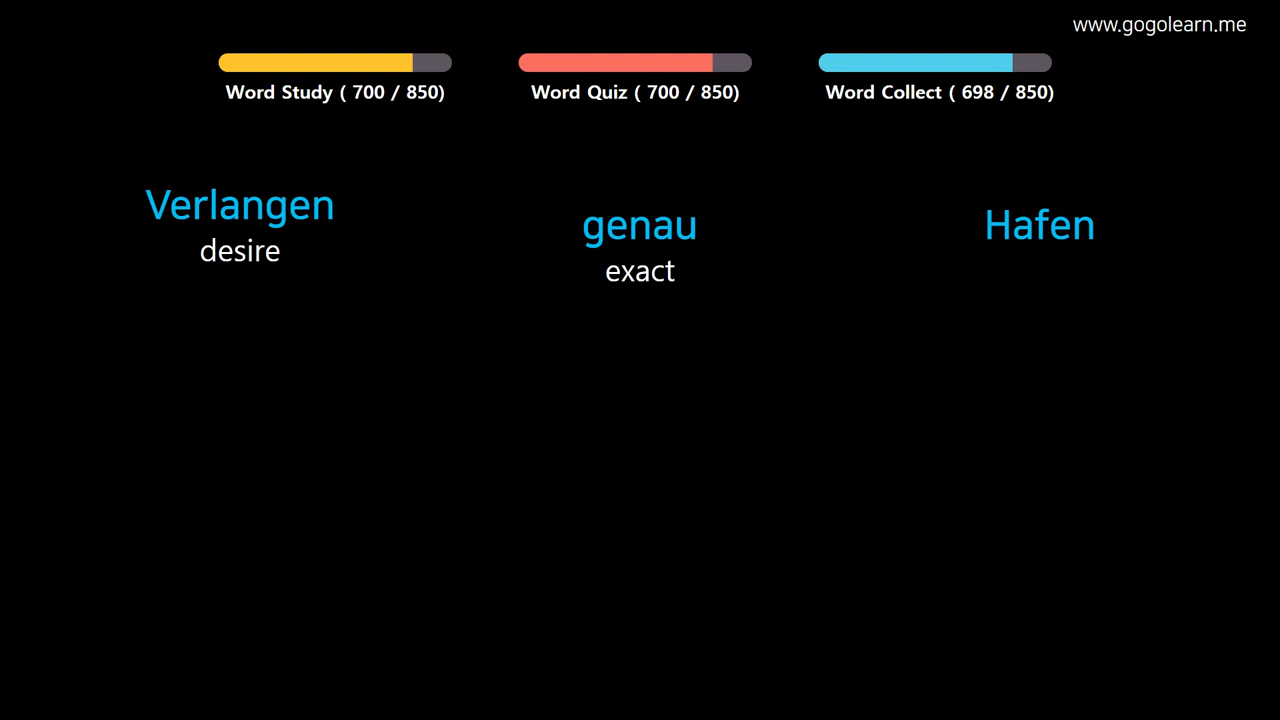 www.gogolearn.me
Word Study ( 700 / 850)
Word Quiz ( 700 / 850)
Word Collect ( 698 / 850)
Verlangen
desire
genau
exact
Hafen